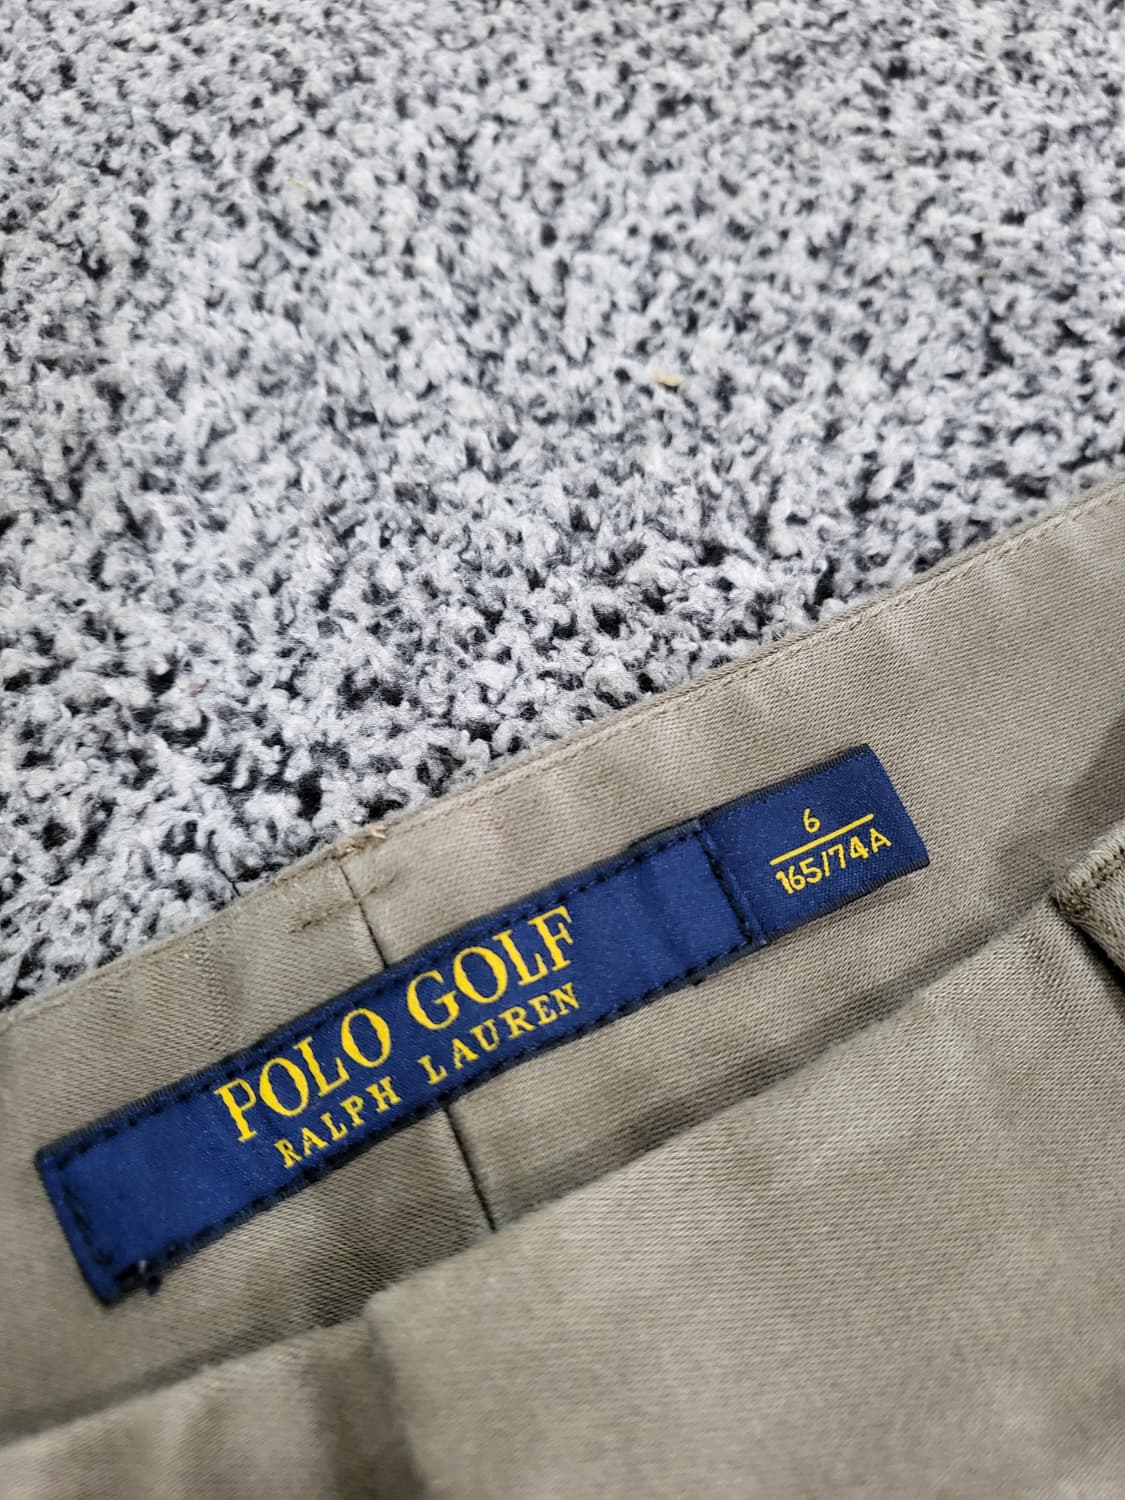 POLO GOLF
RALPH LAUREN
6
165/74A